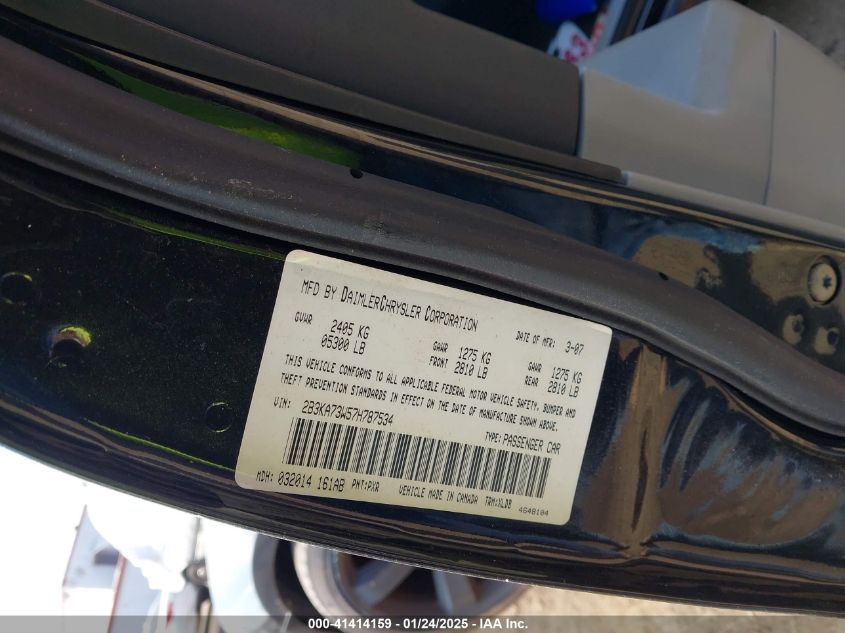 MFD BY DAIMLERCHRYSLER CORPORATION
DATE OF MFR: 3-07
GVWR 2405 KG 05300 LB
GAWR FRONT 1275 KG 2810 LB
GAWR REAR 1275 KG 2810 LB
THIS VEHICLE CONFORMS TO ALL APPLICABLE FEDERAL MOTOR VEHICLE SAFETY, BUMPER AND
THEFT PREVENTION STANDARDS IN EFFECT ON THE DATE OF MANUFACTURE SHOWN ABOVE.
VIN: 2B3KA73W57H787534
TYPE: PASSENGER CAR
MDH: 032014 161AB PNT: PXR VEHICLE MADE IN CANADA TRM: XLDB 4648104
000-41414159 - 01/24/2025 - IAA Inc.